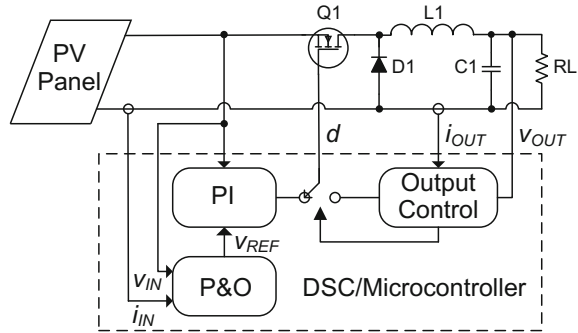 Q1
L1
PV
Panel
D1
C1
RL
d
iOUT
vOUT
PI
Output
Control
vREF
vIN
P&O
DSC/Microcontroller
iIN